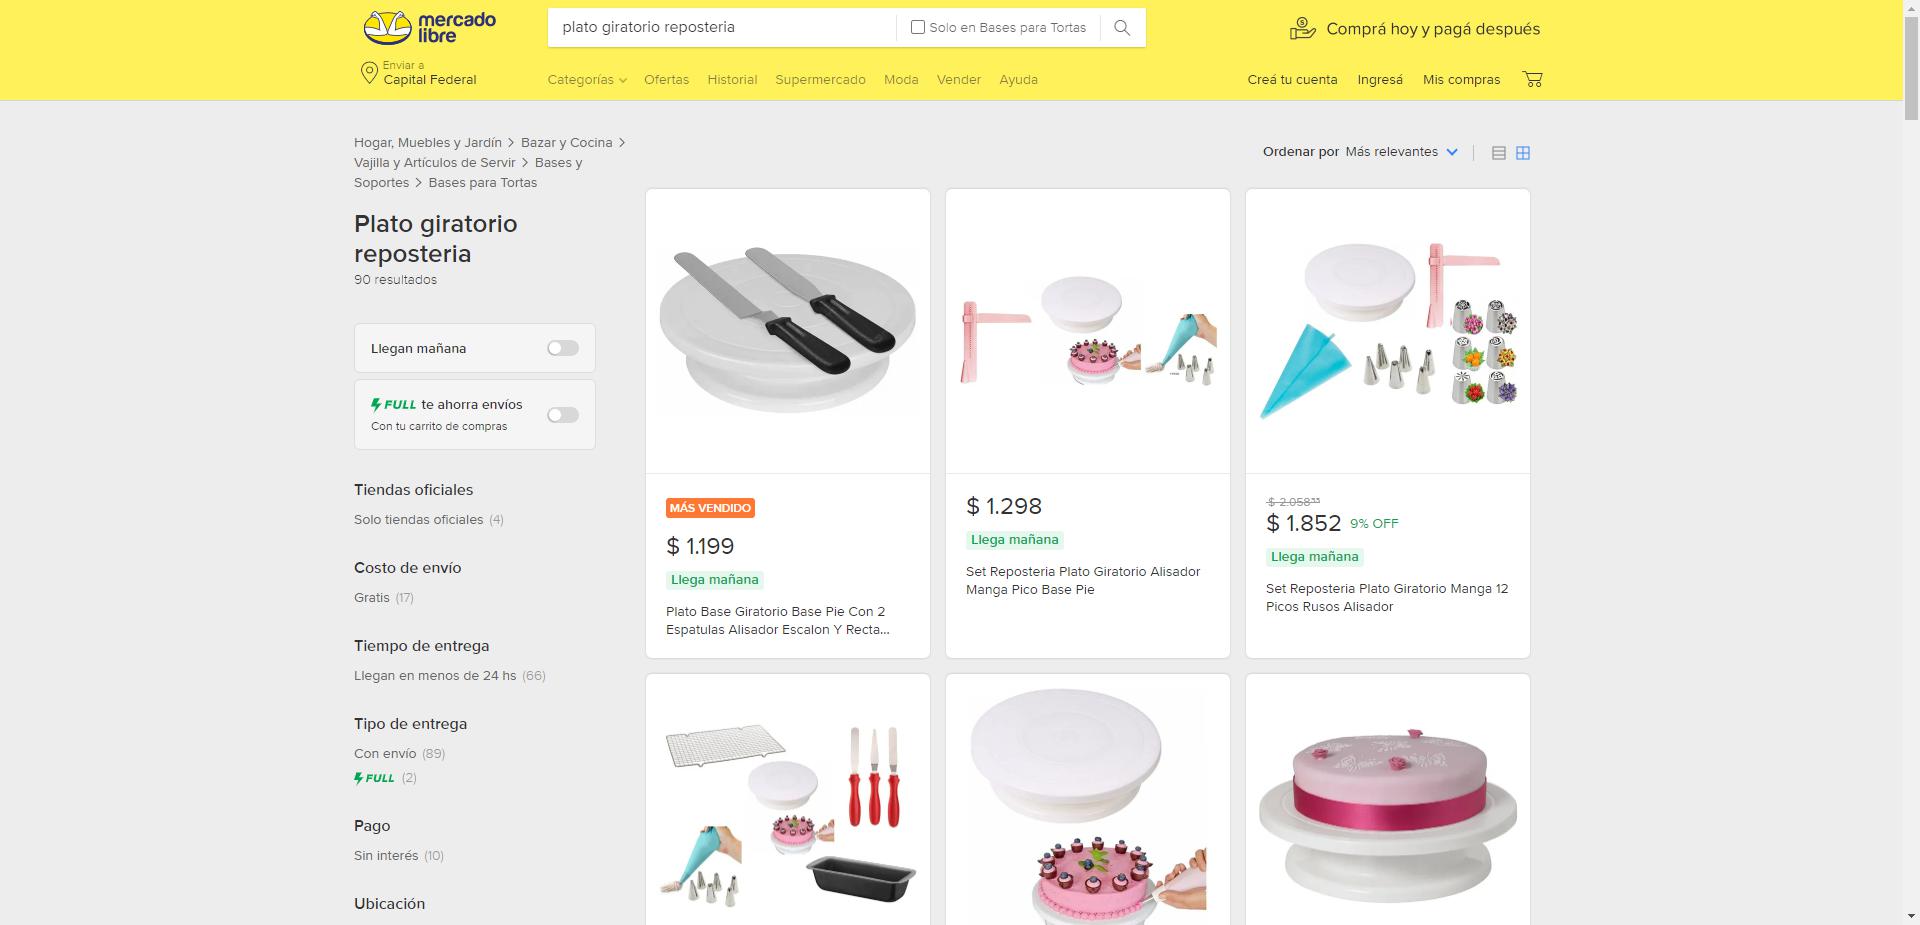 mercado
libre
plato giratorio reposteria
Solo en Bases para Tortas
Comprá hoy y pagá después
Enviar a
Capital Federal
Categorías
Ofertas
Historial
Supermercado
Moda
Vender
Ayuda
Creá tu cuenta
Ingresá
Mis compras
Hogar, Muebles y Jardín > Bazar y Cocina >
Vajilla y Artículos de Servir > Bases y
Soportes > Bases para Tortas
Plato giratorio
reposteria
90 resultados
Ordenar por Más relevantes
Llegan mañana
FULL te ahorra envíos
Con tu carrito de compras
Tiendas oficiales
Solo tiendas oficiales (4)
Costo de envío
Gratis (17)
Tiempo de entrega
Llegan en menos de 24 hs (66)
Tipo de entrega
Con envío (89)
FULL (2)
Pago
Sin interés (10)
Ubicación
MÁS VENDIDO
$ 1.199
Llega mañana
Plato Base Giratorio Base Pie Con 2
Espatulas Alisador Escalon Y Recta...
$ 1.298
Llega mañana
Set Reposteria Plato Giratorio Alisador
Manga Pico Base Pie
$ 2.058³³
$ 1.852 9% OFF
Llega mañana
Set Reposteria Plato Giratorio Manga 12
Picos Rusos Alisador